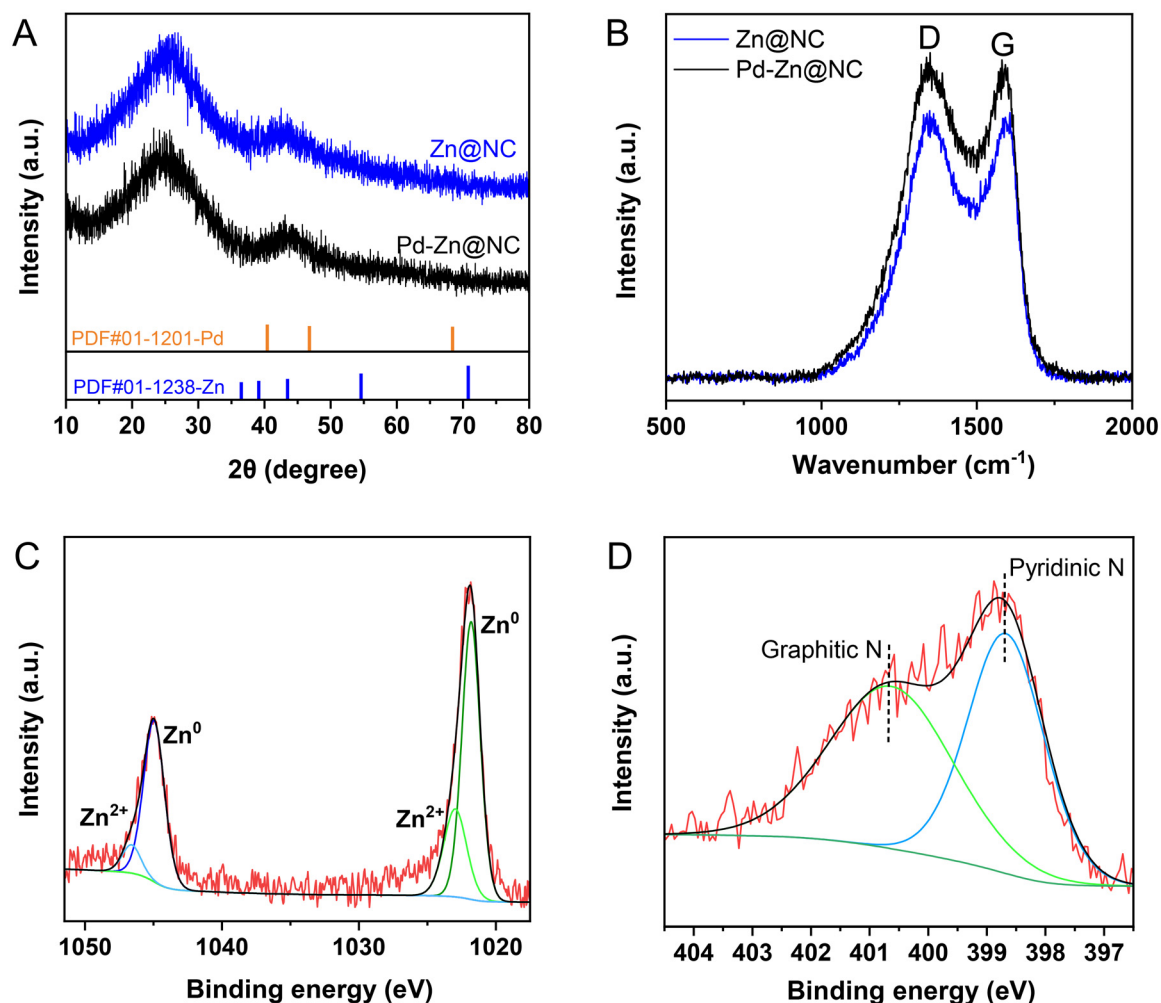 A
Intensity (a.u.)
Zn@NC
Pd-Zn@NC
PDF#01-1201-Pd
PDF#01-1238-Zn
10 20 30 40 50 60 70 80
2θ (degree)
B
Intensity (a.u.)
Zn@NC
Pd-Zn@NC
D
G
500 1000 1500 2000
Wavenumber (cm⁻¹)
C
Intensity (a.u.)
Zn²⁺
Zn⁰
Zn²⁺
Zn⁰
1050 1040 1030 1020
Binding energy (eV)
D
Intensity (a.u.)
Graphitic N
Pyridinic N
404 403 402 401 400 399 398 397
Binding energy (eV)